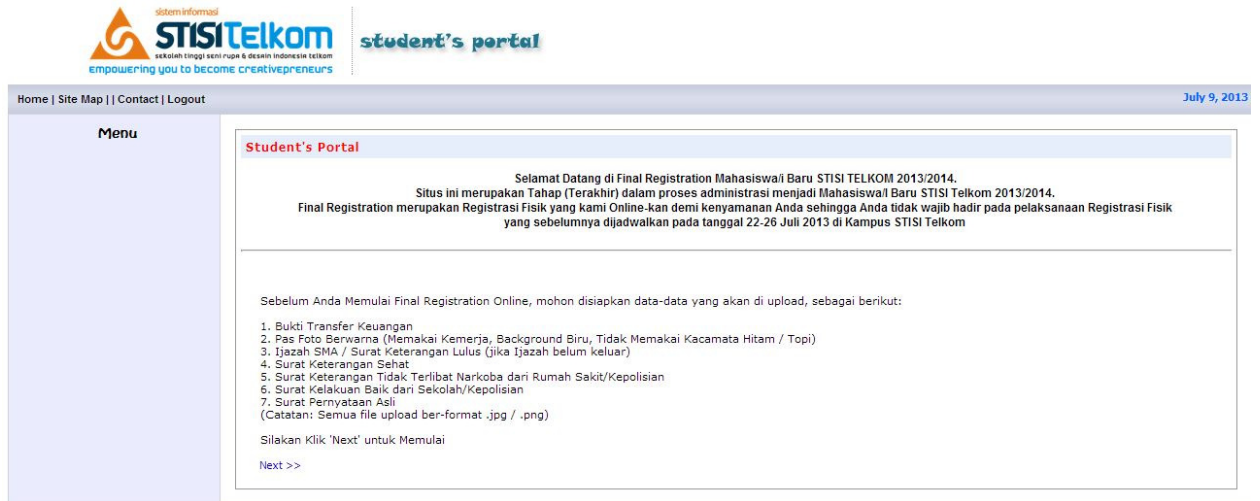 sistem informasi
STISITelkom
sekolah tinggi seni rupa & desain indonesia telkom
empowering you to become creativepreneurs
student's portal
Home | Site Map | | Contact | Logout
July 9, 2013
Menu
Student's Portal
Selamat Datang di Final Registration Mahasiswa/i Baru STISI TELKOM 2013/2014.
Situs ini merupakan Tahap (Terakhir) dalam proses administrasi menjadi Mahasiswa/I Baru STISI Telkom 2013/2014.
Final Registration merupakan Registrasi Fisik yang kami Online-kan demi kenyamanan Anda sehingga Anda tidak wajib hadir pada pelaksanaan Registrasi Fisik
yang sebelumnya dijadwalkan pada tanggal 22-26 Juli 2013 di Kampus STISI Telkom
Sebelum Anda Memulai Final Registration Online, mohon disiapkan data-data yang akan di upload, sebagai berikut:
1. Bukti Transfer Keuangan
2. Pas Foto Berwarna (Memakai Kemerja, Background Biru, Tidak Memakai Kacamata Hitam / Topi)
3. Ijazah SMA / Surat Keterangan Lulus (jika Ijazah belum keluar)
4. Surat Keterangan Sehat
5. Surat Keterangan Tidak Terlibat Narkoba dari Rumah Sakit/Kepolisian
6. Surat Kelakuan Baik dari Sekolah/Kepolisian
7. Surat Pernyataan Asli
(Catatan: Semua file upload ber-format .jpg / .png)
Silakan Klik 'Next' untuk Memulai
Next >>